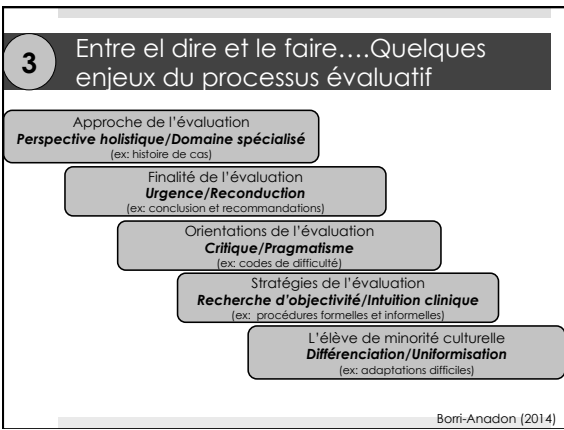 3
Entre el dire et le faire....Quelques
enjeux du processus évaluatif
Approche de l'évaluation
Perspective holistique/Domaine spécialisé
(ex: histoire de cas)
Finalité de l'évaluation
Urgence/Reconduction
(ex: conclusion et recommandations)
Orientations de l'évaluation
Critique/Pragmatisme
(ex: codes de difficulté)
Stratégies de l'évaluation
Recherche d'objectivité/Intuition clinique
(ex: procédures formelles et informelles)
L'élève de minorité culturelle
Différenciation/Uniformisation
(ex: adaptations difficiles)
Borri-Anadon (2014)